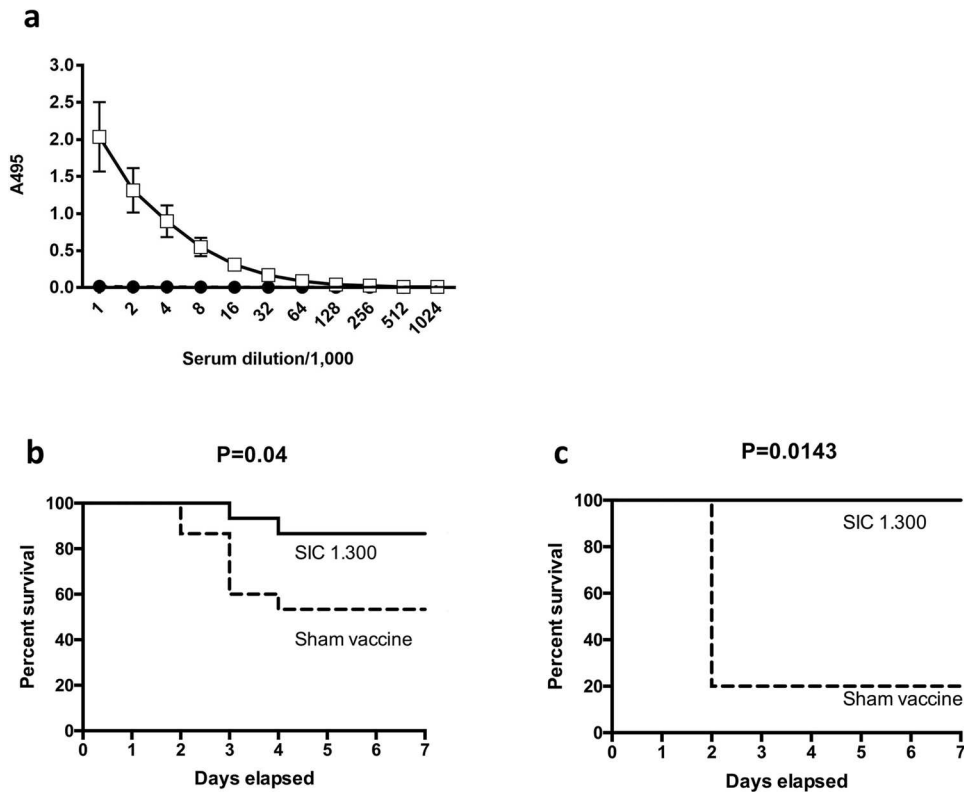 a
3.0
2.5
2.0
1.5
1.0
0.5
0.0
A495
1 2 4 8 16 32 64 128 256 512 1024
Serum dilution/1,000
b
P=0.04
100
80
60
40
20
0
Percent survival
SIC 1.300
Sham vaccine
0 1 2 3 4 5 6 7
Days elapsed
c
P=0.0143
100
80
60
40
20
0
Percent survival
SIC 1.300
Sham vaccine
0 1 2 3 4 5 6 7
Days elapsed